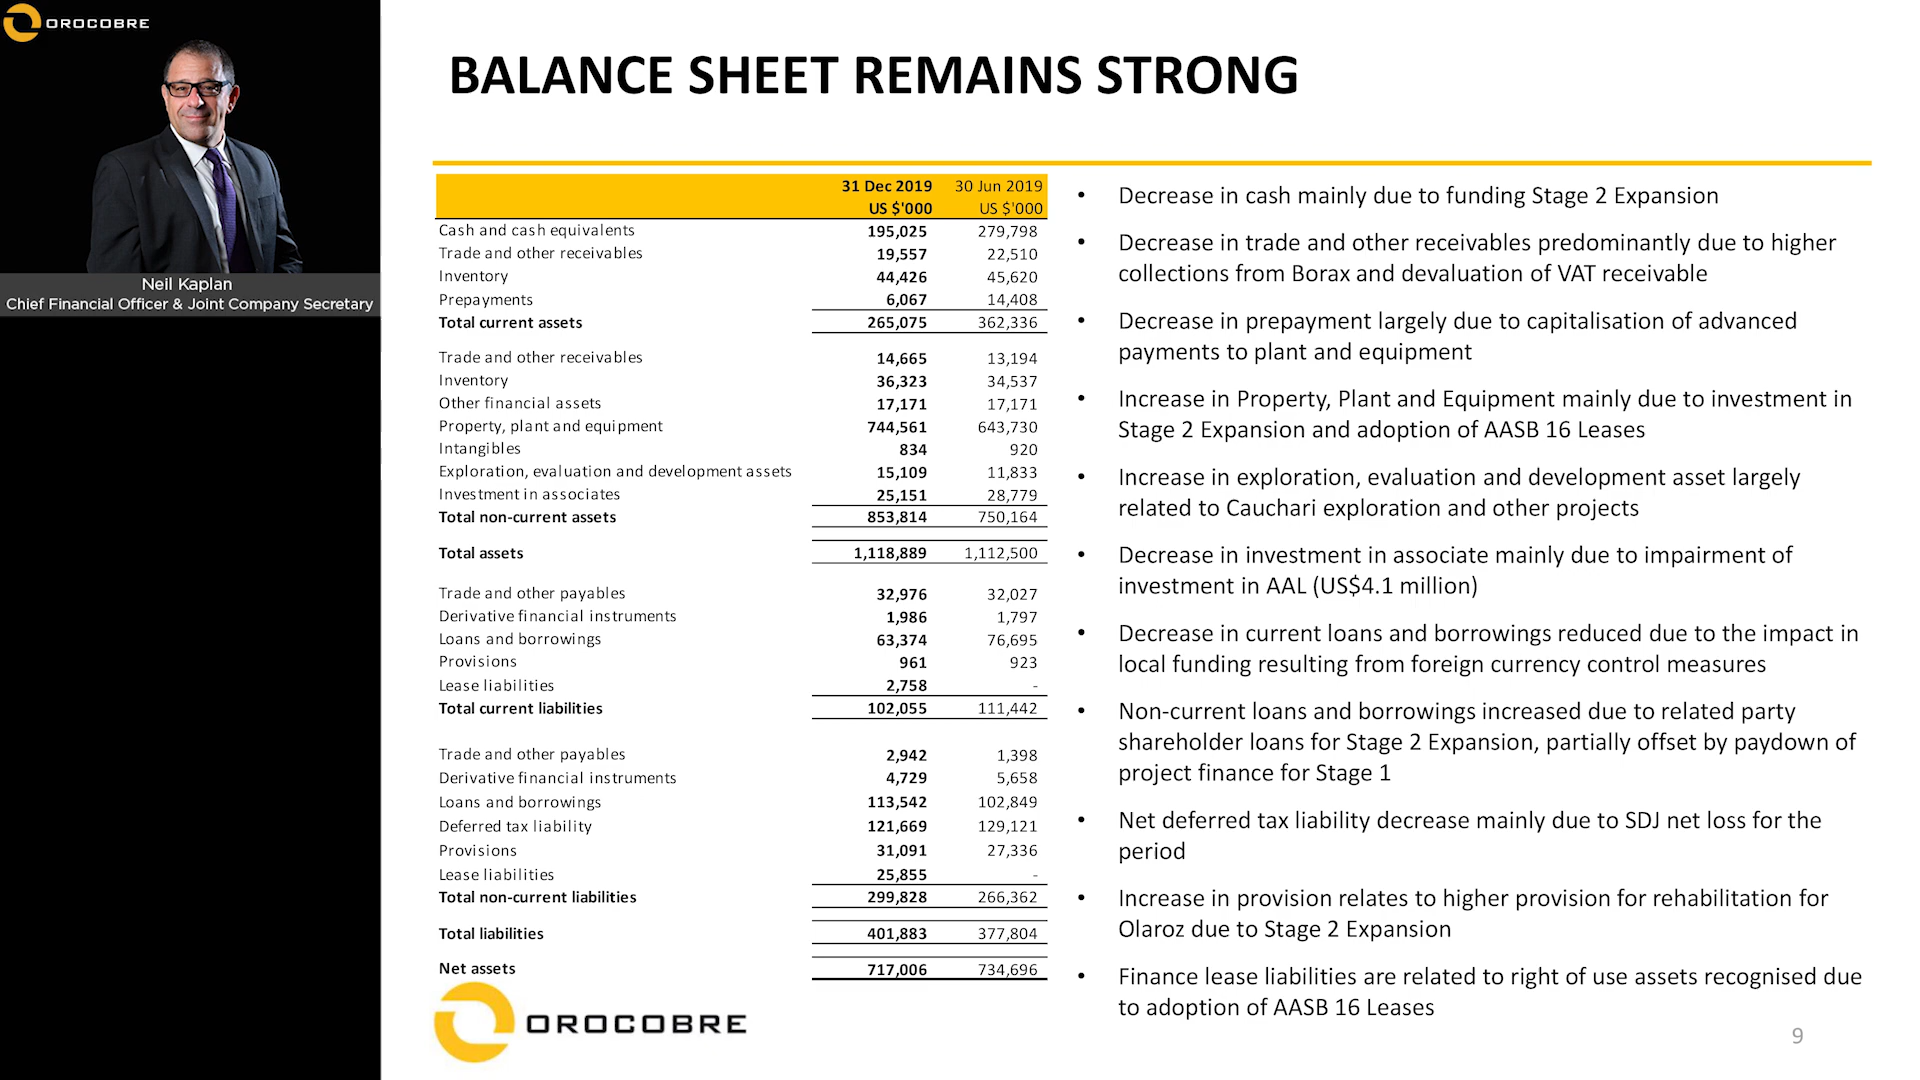 OROCOBRE
Neil Kaplan
Chief Financial Officer & Joint Company Secretary
BALANCE SHEET REMAINS STRONG
31 Dec 2019 30 Jun 2019
US $'000 US $'000
Cash and cash equivalents 195,025 279,798
Trade and other receivables 19,557 22,510
Inventory 44,426 45,620
Prepayments 6,067 14,408
Total current assets 265,075 362,336
Trade and other receivables 14,665 13,194
Inventory 36,323 34,537
Other financial assets 17,171 17,171
Property, plant and equipment 744,561 643,730
Intangibles 834 920
Exploration, evaluation and development assets 15,109 11,833
Investment in associates 25,151 28,779
Total non-current assets 853,814 750,164
Total assets 1,118,889 1,112,500
Trade and other payables 32,976 32,027
Derivative financial instruments 1,986 1,797
Loans and borrowings 63,374 76,695
Provisions 961 923
Lease liabilities 2,758 -
Total current liabilities 102,055 111,442
Trade and other payables 2,942 1,398
Derivative financial instruments 4,729 5,658
Loans and borrowings 113,542 102,849
Deferred tax liability 121,669 129,121
Provisions 31,091 27,336
Lease liabilities 25,855 -
Total non-current liabilities 299,828 266,362
Total liabilities 401,883 377,804
Net assets 717,006 734,696
• Decrease in cash mainly due to funding Stage 2 Expansion
• Decrease in trade and other receivables predominantly due to higher
collections from Borax and devaluation of VAT receivable
• Decrease in prepayment largely due to capitalisation of advanced
payments to plant and equipment
• Increase in Property, Plant and Equipment mainly due to investment in
Stage 2 Expansion and adoption of AASB 16 Leases
• Increase in exploration, evaluation and development asset largely
related to Cauchari exploration and other projects
• Decrease in investment in associate mainly due to impairment of
investment in AAL (US$4.1 million)
• Decrease in current loans and borrowings reduced due to the impact in
local funding resulting from foreign currency control measures
• Non-current loans and borrowings increased due to related party
shareholder loans for Stage 2 Expansion, partially offset by paydown of
project finance for Stage 1
• Net deferred tax liability decrease mainly due to SDJ net loss for the
period
• Increase in provision relates to higher provision for rehabilitation for
Olaroz due to Stage 2 Expansion
• Finance lease liabilities are related to right of use assets recognised due
to adoption of AASB 16 Leases
OROCOBRE
9